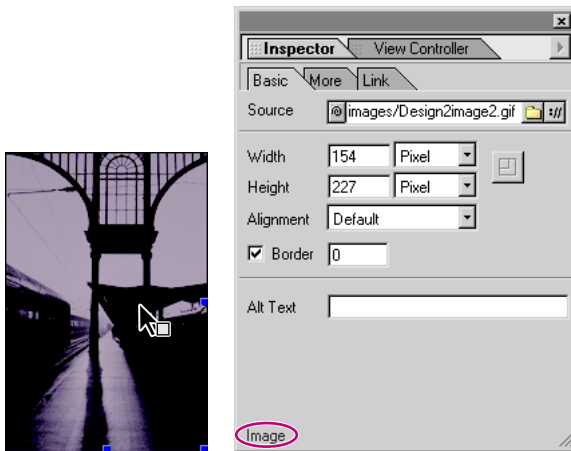 Inspector View Controller
Basic More Link
Source images/Design2image2.gif
Width 154 Pixel
Height 227 Pixel
Alignment Default
Border 0
Alt Text
Image